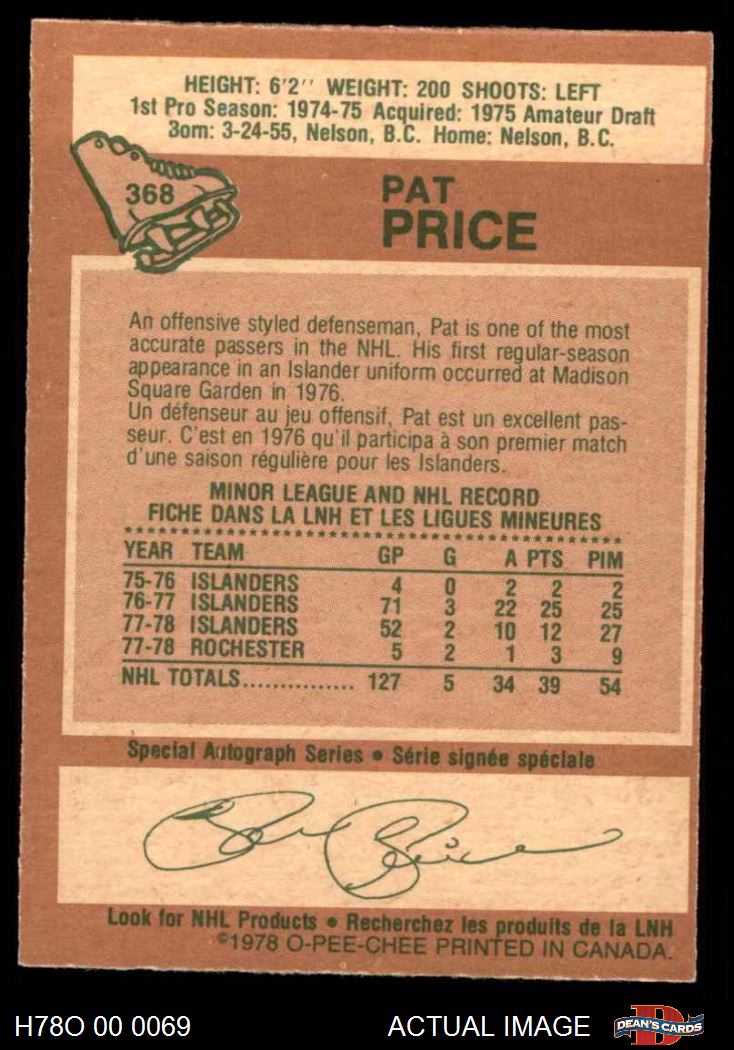 HEIGHT: 6'2'' WEIGHT: 200 SHOOTS: LEFT
1st Pro Season: 1974-75 Acquired: 1975 Amateur Draft
Born: 3-24-55, Nelson, B.C. Home: Nelson, B.C.
368
PAT
PRICE
An offensive styled defenseman, Pat is one of the most
accurate passers in the NHL. His first regular-season
appearance in an Islander uniform occurred at Madison
Square Garden in 1976.
Un défenseur au jeu offensif, Pat est un excellent pas-
seur. C'est en 1976 qu'il participa à son premier match
d'une saison régulière pour les Islanders.
MINOR LEAGUE AND NHL RECORD
FICHE DANS LA LNH ET LES LIGUES MINEURES
YEAR TEAM GP G A PTS PIM
75-76 ISLANDERS 4 0 2 2 2
76-77 ISLANDERS 71 3 22 25 25
77-78 ISLANDERS 52 2 10 12 27
77-78 ROCHESTER 5 2 1 3 9
NHL TOTALS............... 127 5 34 39 54
Special Autograph Series • Série signée spéciale
Pat Price
Look for NHL Products • Recherchez les produits de la LNH
©1978 O-PEE-CHEE PRINTED IN CANADA.
H78O 00 0069 ACTUAL IMAGE D DEAN'S CARDS